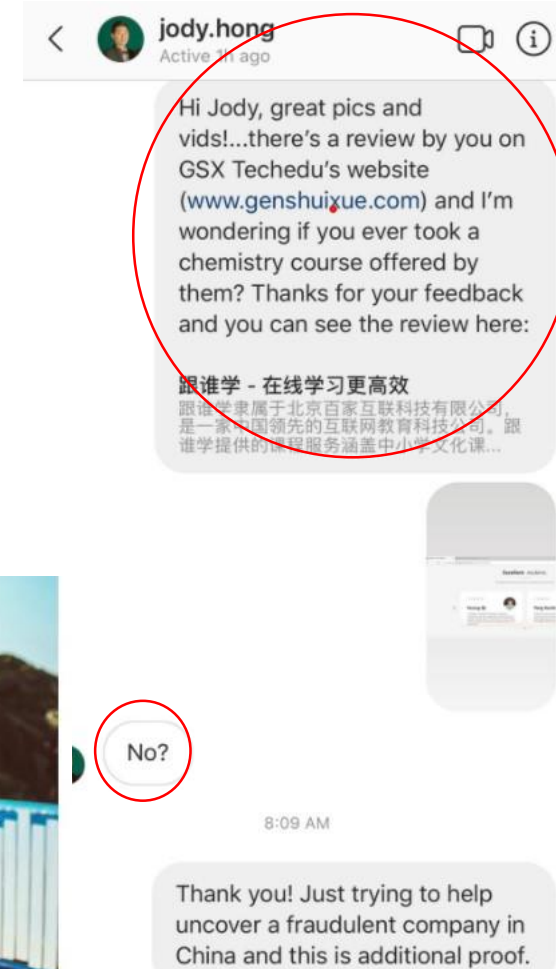 jody.hong
Active 1h ago
Hi Jody, great pics and
vids!...there's a review by you on
GSX Techedu's website
(www.genshuixue.com) and I'm
wondering if you ever took a
chemistry course offered by
them? Thanks for your feedback
and you can see the review here:
跟谁学 - 在线学习更高效
跟谁学隶属于北京百家互联科技有限公司,
是一家中国领先的互联网教育科技公司。跟
谁学提供的课程服务涵盖中小学文化课...
No?
8:09 AM
Thank you! Just trying to help
uncover a fraudulent company in
China and this is additional proof.